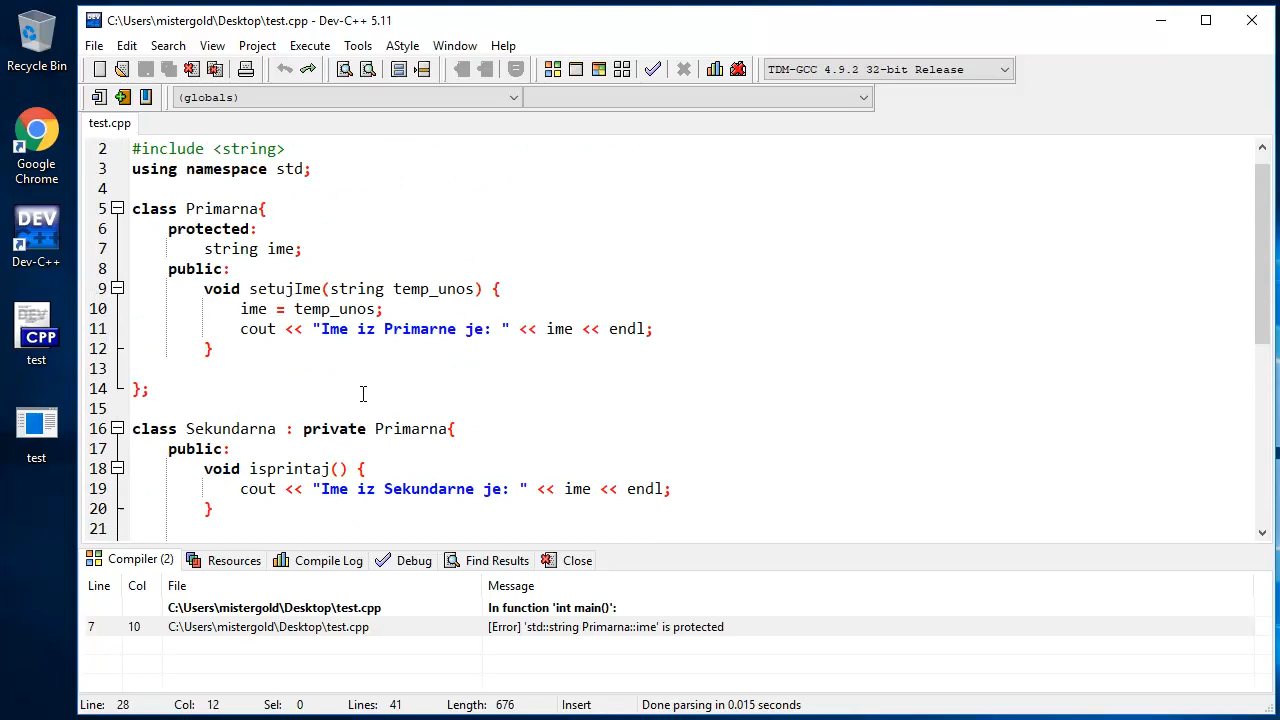 C:\Users\mistergold\Desktop\test.cpp - Dev-C++ 5.11
File Edit Search View Project Execute Tools AStyle Window Help
TDM-GCC 4.9.2 32-bit Release
(globals)
test.cpp
2 #include <string>
3 using namespace std;
4
5 class Primarna{
6 protected:
7 string ime;
8 public:
9 void setujIme(string temp_unos) {
10 ime = temp_unos;
11 cout << "Ime iz Primarne je: " << ime << endl;
12 }
13
14 };
15
16 class Sekundarna : private Primarna{
17 public:
18 void isprintaj() {
19 cout << "Ime iz Sekundarne je: " << ime << endl;
20 }
21
Compiler (2) Resources Compile Log Debug Find Results Close
Line Col File Message
C:\Users\mistergold\Desktop\test.cpp In function 'int main()':
7 10 C:\Users\mistergold\Desktop\test.cpp [Error] 'std::string Primarna::ime' is protected
Line: 28 Col: 12 Sel: 0 Lines: 41 Length: 676 Insert Done parsing in 0.015 seconds
Recycle Bin
Google
Chrome
DEV
C++
Dev-C++
DEV
CPP
test
test